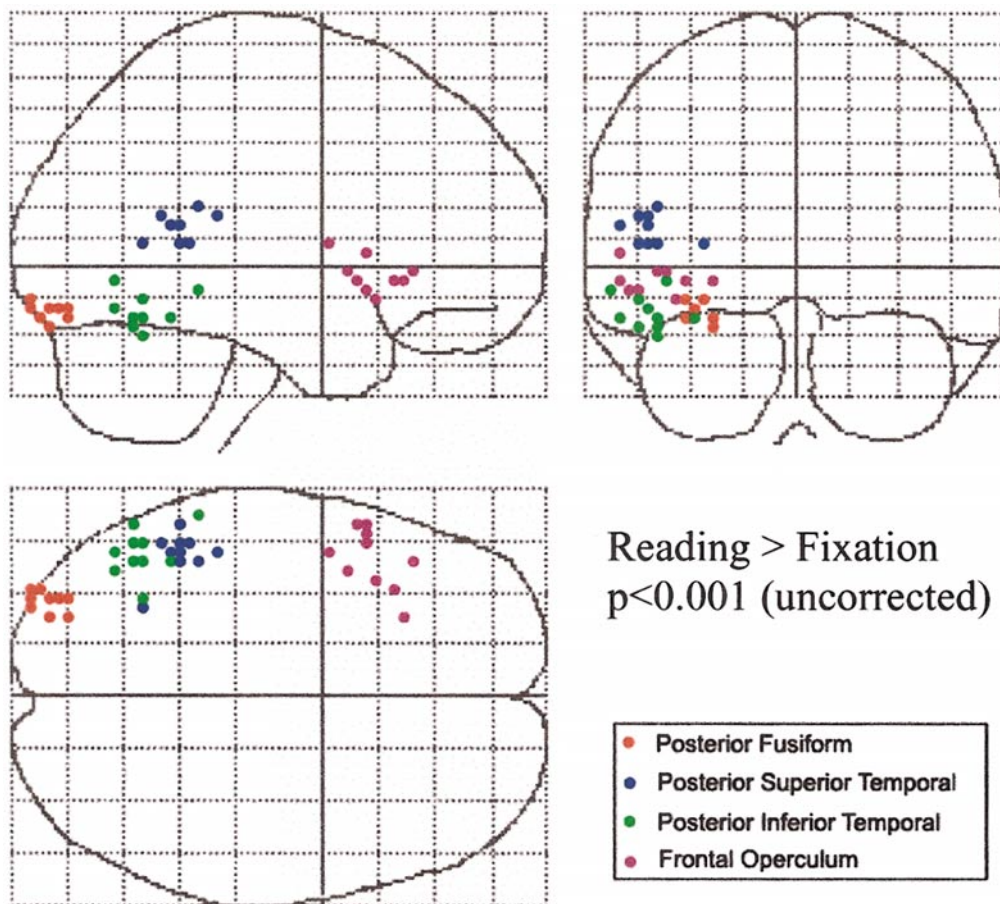 Reading > Fixation
p<0.001 (uncorrected)
Posterior Fusiform
Posterior Superior Temporal
Posterior Inferior Temporal
Frontal Operculum